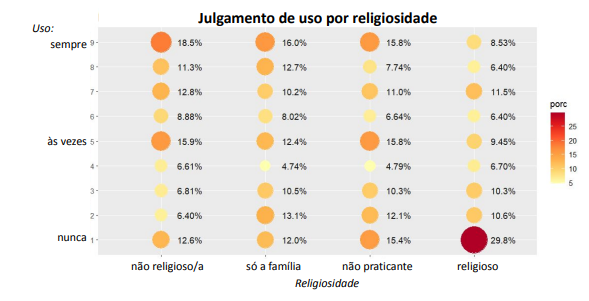 Julgamento de uso por religiosidade
Uso:
sempre 9 18.5% 16.0% 15.8% 8.53%
8 11.3% 12.7% 7.74% 6.40%
7 12.8% 10.2% 11.0% 11.5%
6 8.88% 8.02% 6.64% 6.40%
às vezes 5 15.9% 12.4% 15.8% 9.45%
4 6.61% 4.74% 4.79% 6.70%
3 6.81% 10.5% 10.3% 10.3%
2 6.40% 13.1% 12.1% 10.6%
nunca 1 12.6% 12.0% 15.4% 29.8%
não religioso/a só a família não praticante religioso
Religiosidade
porc
25
20
15
10
5